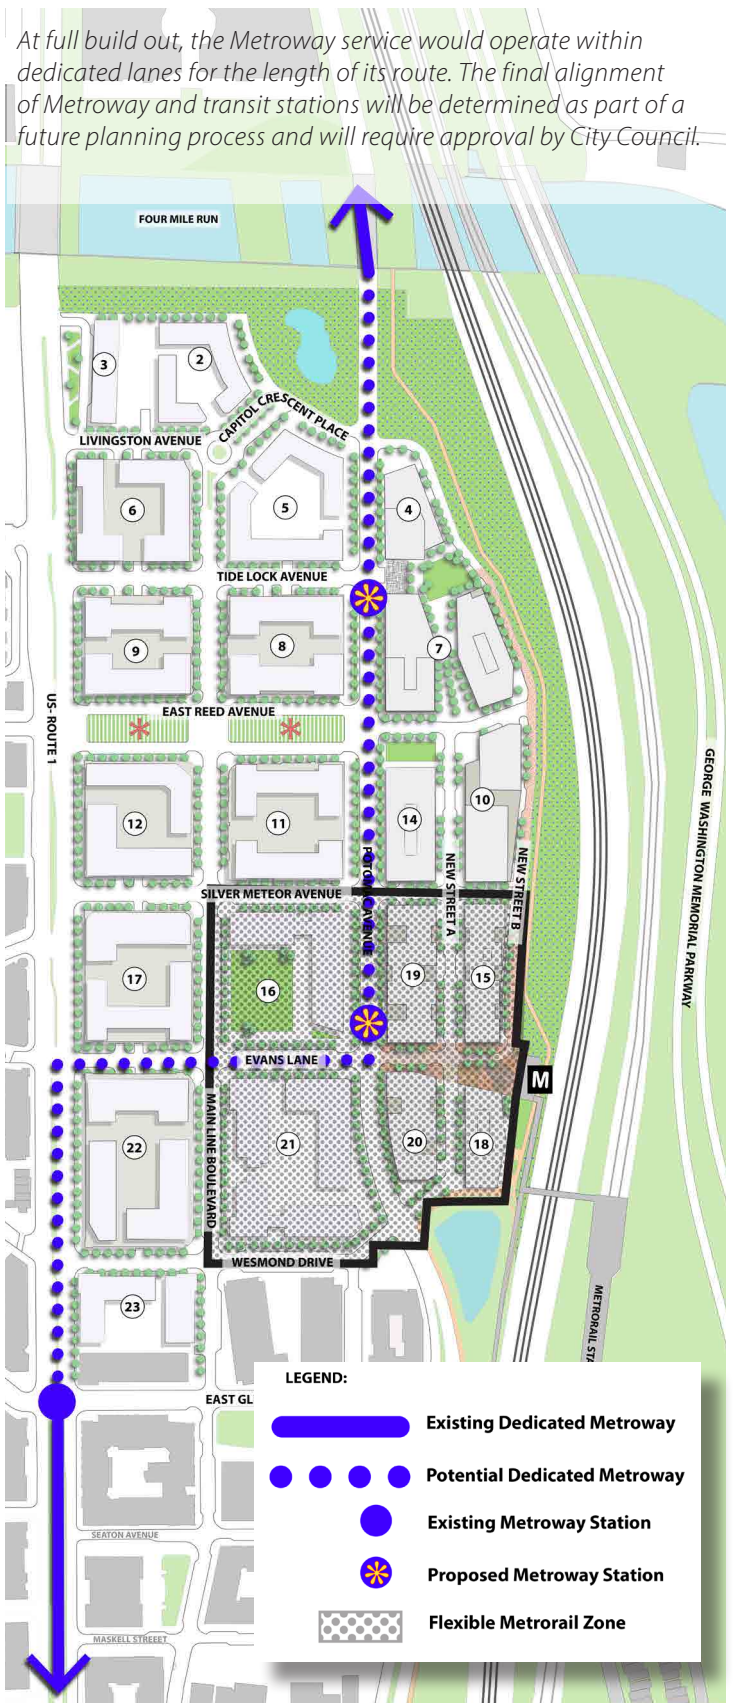 At full build out, the Metroway service would operate within
dedicated lanes for the length of its route. The final alignment
of Metroway and transit stations will be determined as part of a
future planning process and will require approval by City Council.
FOUR MILE RUN
3
2
CAPITOL CRESCENT PLACE
LIVINGSTON AVENUE
6
5
4
TIDE LOCK AVENUE
9
8
7
US- ROUTE 1
EAST REED AVENUE
GEORGE WASHINGTON MEMORIAL PARKWAY
12
11
14
10
POTOMAC AVENUE
NEW STREET A
NEW STREET B
SILVER METEOR AVENUE
17
16
19
15
EVANS LANE
M
MAIN LINE BOULEVARD
22
21
20
18
WESMOND DRIVE
23
METRORAIL STA
EAST GL
LEGEND:
Existing Dedicated Metroway
Potential Dedicated Metroway
Existing Metroway Station
Proposed Metroway Station
Flexible Metrorail Zone
SEATON AVENUE
MASKELL STREEET